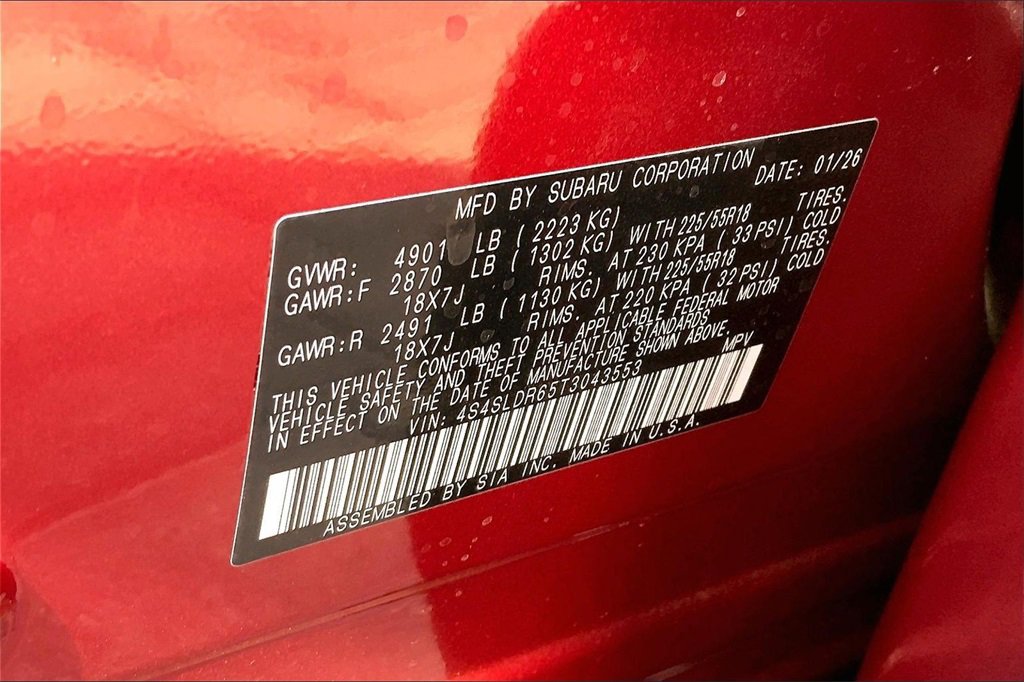 MFD BY SUBARU CORPORATION DATE: 01/26
GVWR: 4901 LB ( 2223 KG)
GAWR:F 2870 LB ( 1302 KG) WITH 225/55R18 TIRES.
18X7J RIMS. AT 230 KPA ( 33 PSI) COLD
GAWR:R 2491 LB ( 1130 KG) WITH 225/55R18 TIRES.
18X7J RIMS. AT 220 KPA ( 32 PSI) COLD
THIS VEHICLE CONFORMS TO ALL APPLICABLE FEDERAL MOTOR
VEHICLE SAFETY AND THEFT PREVENTION STANDARDS
IN EFFECT ON THE DATE OF MANUFACTURE SHOWN ABOVE.
VIN: 4S4SLDR65T3043553 MPV
ASSEMBLED BY SIA INC. MADE IN U.S.A.